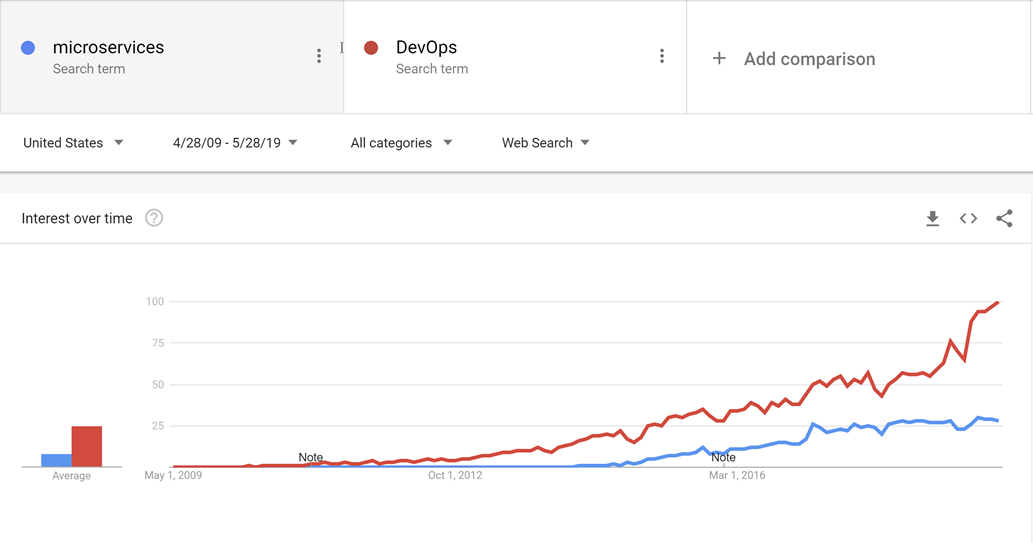 microservices
Search term
DevOps
Search term
+ Add comparison
United States
4/28/09 - 5/28/19
All categories
Web Search
Interest over time ?
100
75
50
25
Note
Note
Average
May 1, 2009
Oct 1, 2012
Mar 1, 2016